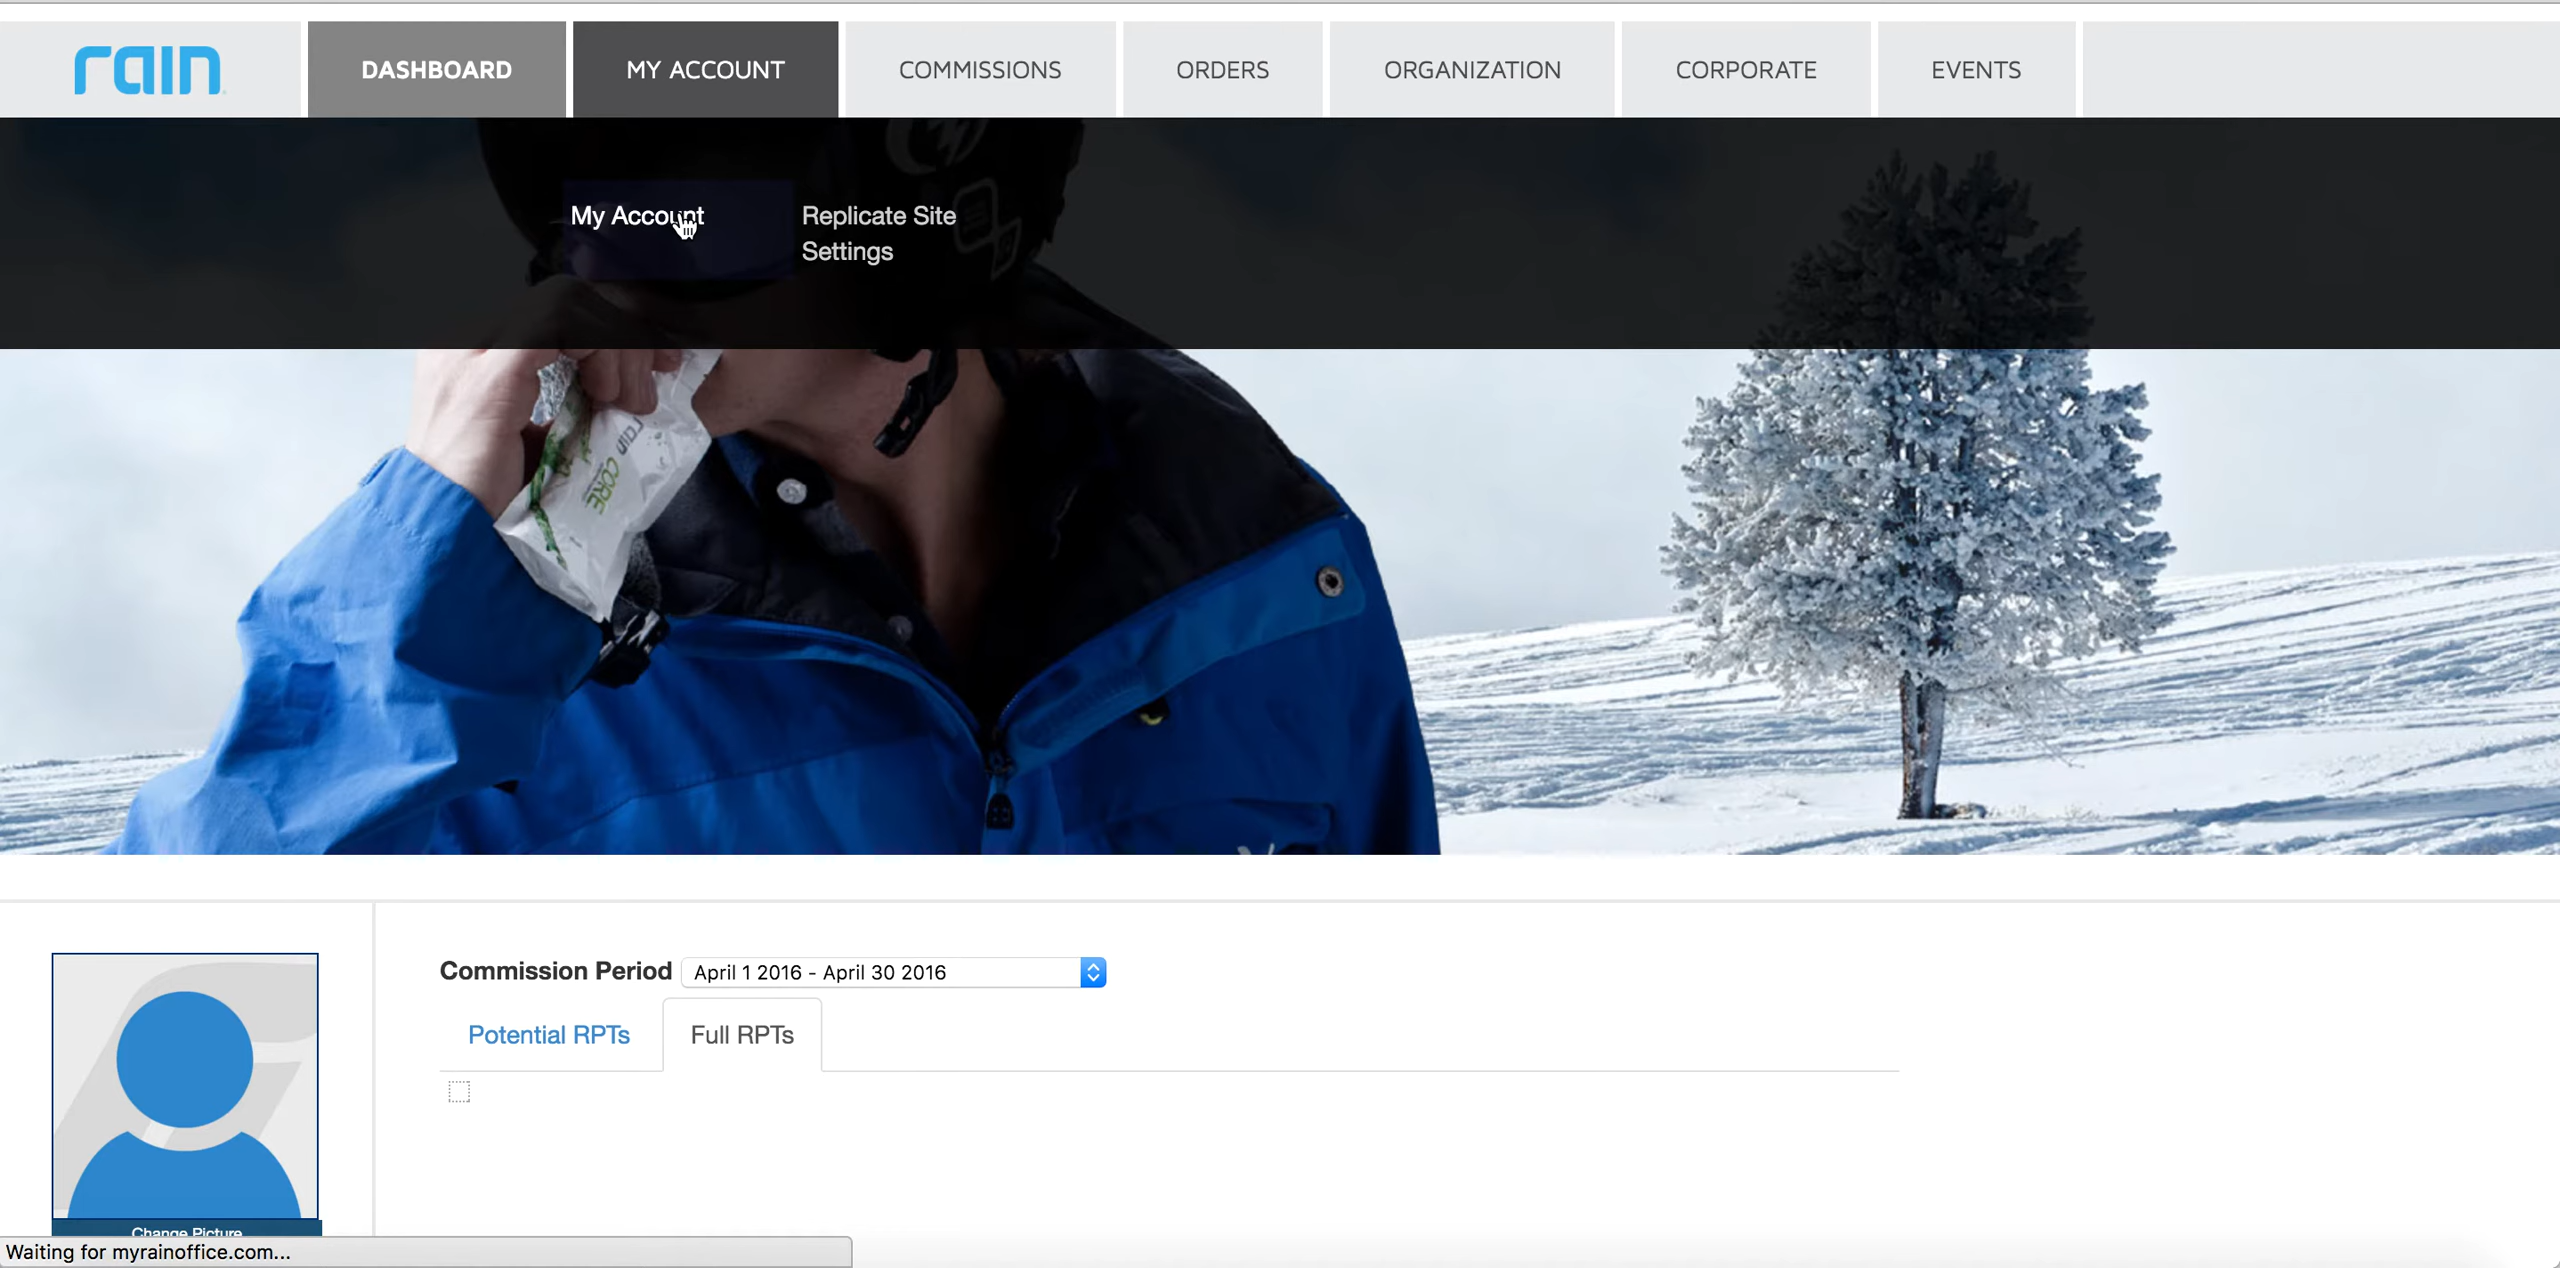 rain
DASHBOARD
MY ACCOUNT
COMMISSIONS
ORDERS
ORGANIZATION
CORPORATE
EVENTS
My Account
Replicate Site
Settings
rain CORE
Commission Period
April 1 2016 - April 30 2016
Potential RPTs
Full RPTs
Change Picture
Waiting for myrainoffice.com...